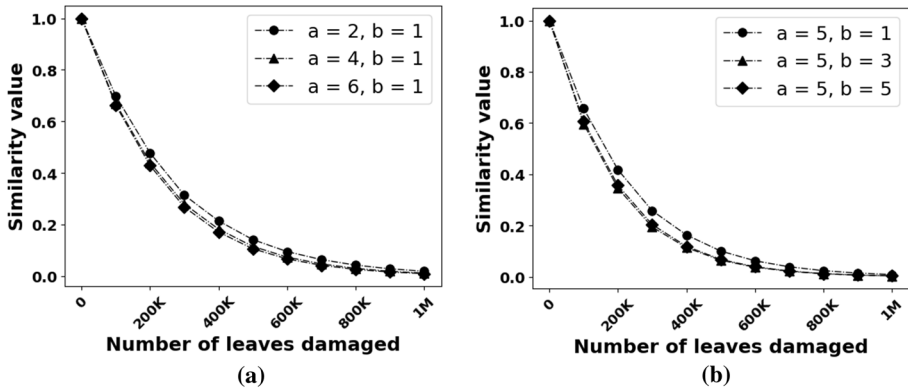 1.0
0.8
0.6
0.4
0.2
0.0
Similarity value
a = 2, b = 1
a = 4, b = 1
a = 6, b = 1
0
200K
400K
600K
800K
1M
Number of leaves damaged
(a)
1.0
0.8
0.6
0.4
0.2
0.0
Similarity value
a = 5, b = 1
a = 5, b = 3
a = 5, b = 5
0
200K
400K
600K
800K
1M
Number of leaves damaged
(b)